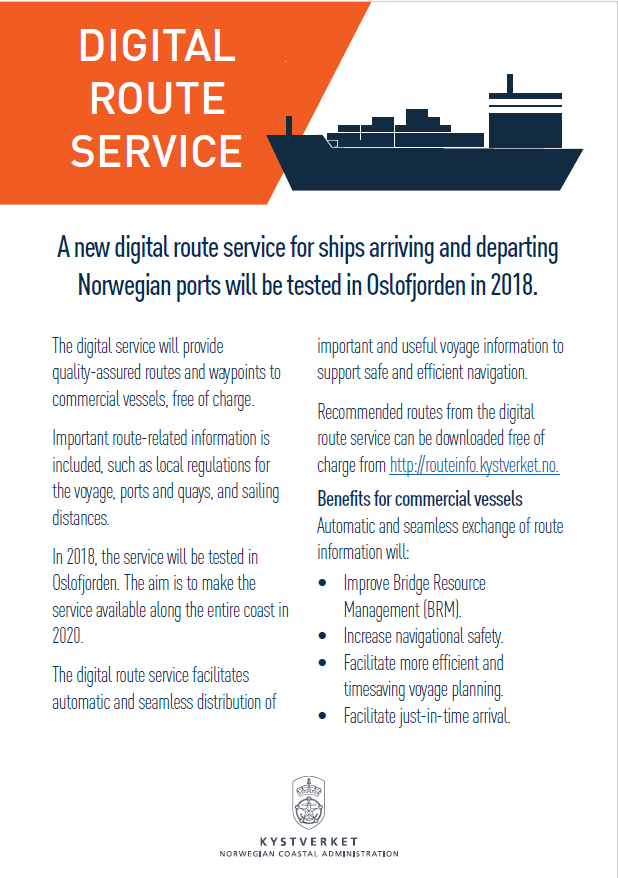 DIGITAL
ROUTE
SERVICE
A new digital route service for ships arriving and departing
Norwegian ports will be tested in Oslofjorden in 2018.
The digital service will provide
quality-assured routes and waypoints to
commercial vessels, free of charge.
Important route-related information is
included, such as local regulations for
the voyage, ports and quays, and sailing
distances.
In 2018, the service will be tested in
Oslofjorden. The aim is to make the
service available along the entire coast in
2020.
The digital route service facilitates
automatic and seamless distribution of
important and useful voyage information to
support safe and efficient navigation.
Recommended routes from the digital
route service can be downloaded free of
charge from http://routeinfo.kystverket.no.
Benefits for commercial vessels
Automatic and seamless exchange of route
information will:
• Improve Bridge Resource
Management (BRM).
• Increase navigational safety.
• Facilitate more efficient and
timesaving voyage planning.
• Facilitate just-in-time arrival.
KYSTVERKET
NORWEGIAN COASTAL ADMINISTRATION